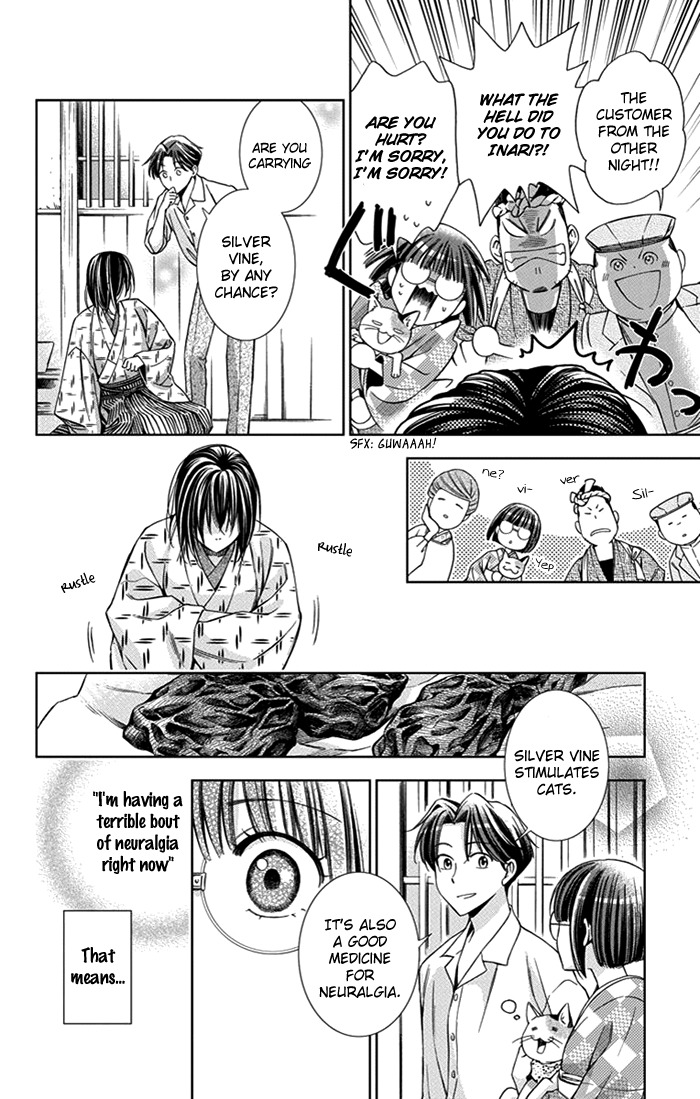 THE
CUSTOMER
FROM THE
OTHER
NIGHT!!
WHAT THE
HELL DID
YOU DO TO
INARI?!
ARE YOU
HURT?
I'M SORRY,
I'M SORRY!
SFX: GUWAAAH!
ARE YOU
CARRYING
SILVER
VINE,
BY ANY
CHANCE?
Sil-
ver
vi-
ne?
Yep
Rustle
Rustle
SILVER VINE
STIMULATES
CATS.
IT'S ALSO
A GOOD
MEDICINE
FOR
NEURALGIA.
"I'm having a
terrible bout
of neuralgia
right now"
That
means...